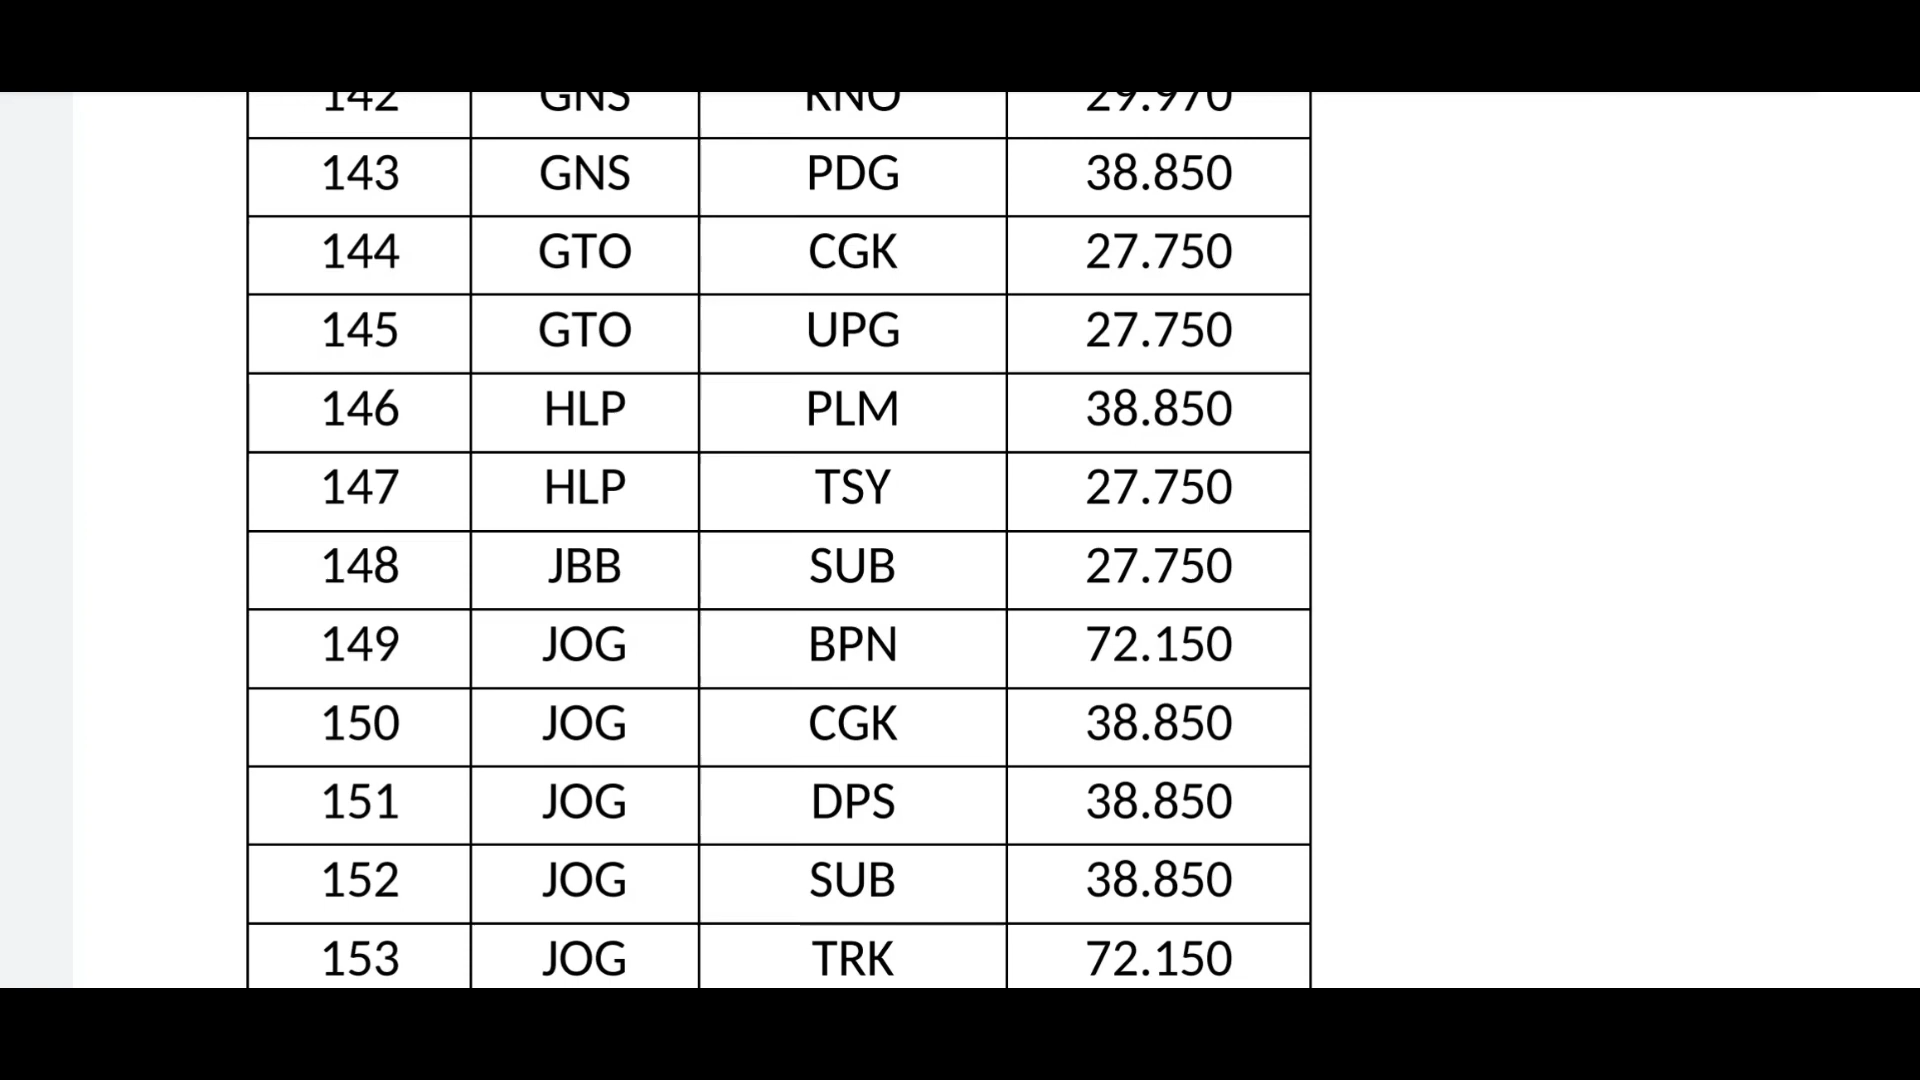 142 GNS KNO 29.970
143 GNS PDG 38.850
144 GTO CGK 27.750
145 GTO UPG 27.750
146 HLP PLM 38.850
147 HLP TSY 27.750
148 JBB SUB 27.750
149 JOG BPN 72.150
150 JOG CGK 38.850
151 JOG DPS 38.850
152 JOG SUB 38.850
153 JOG TRK 72.150